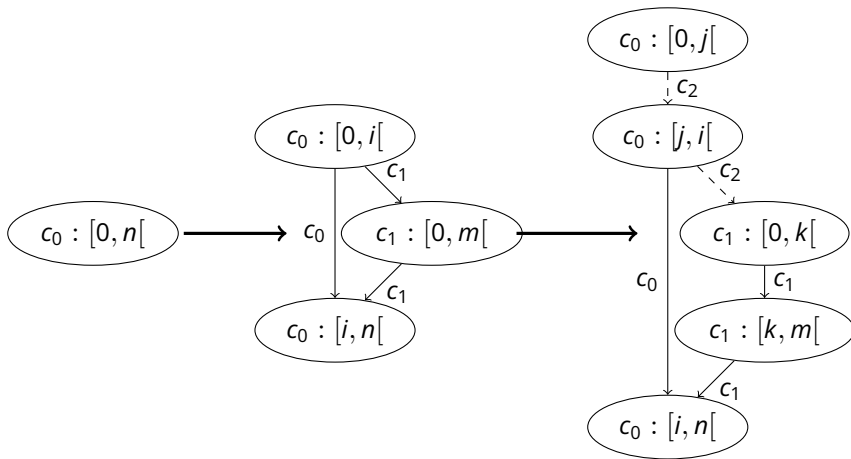 c₀ : [0, n[
c₀ : [0, i[
c₁
c₀
c₁ : [0, m[
c₁
c₀ : [i, n[
c₀ : [0, j[
c₂
c₀ : [j, i[
c₂
c₁ : [0, k[
c₀
c₁
c₁ : [k, m[
c₁
c₀ : [i, n[